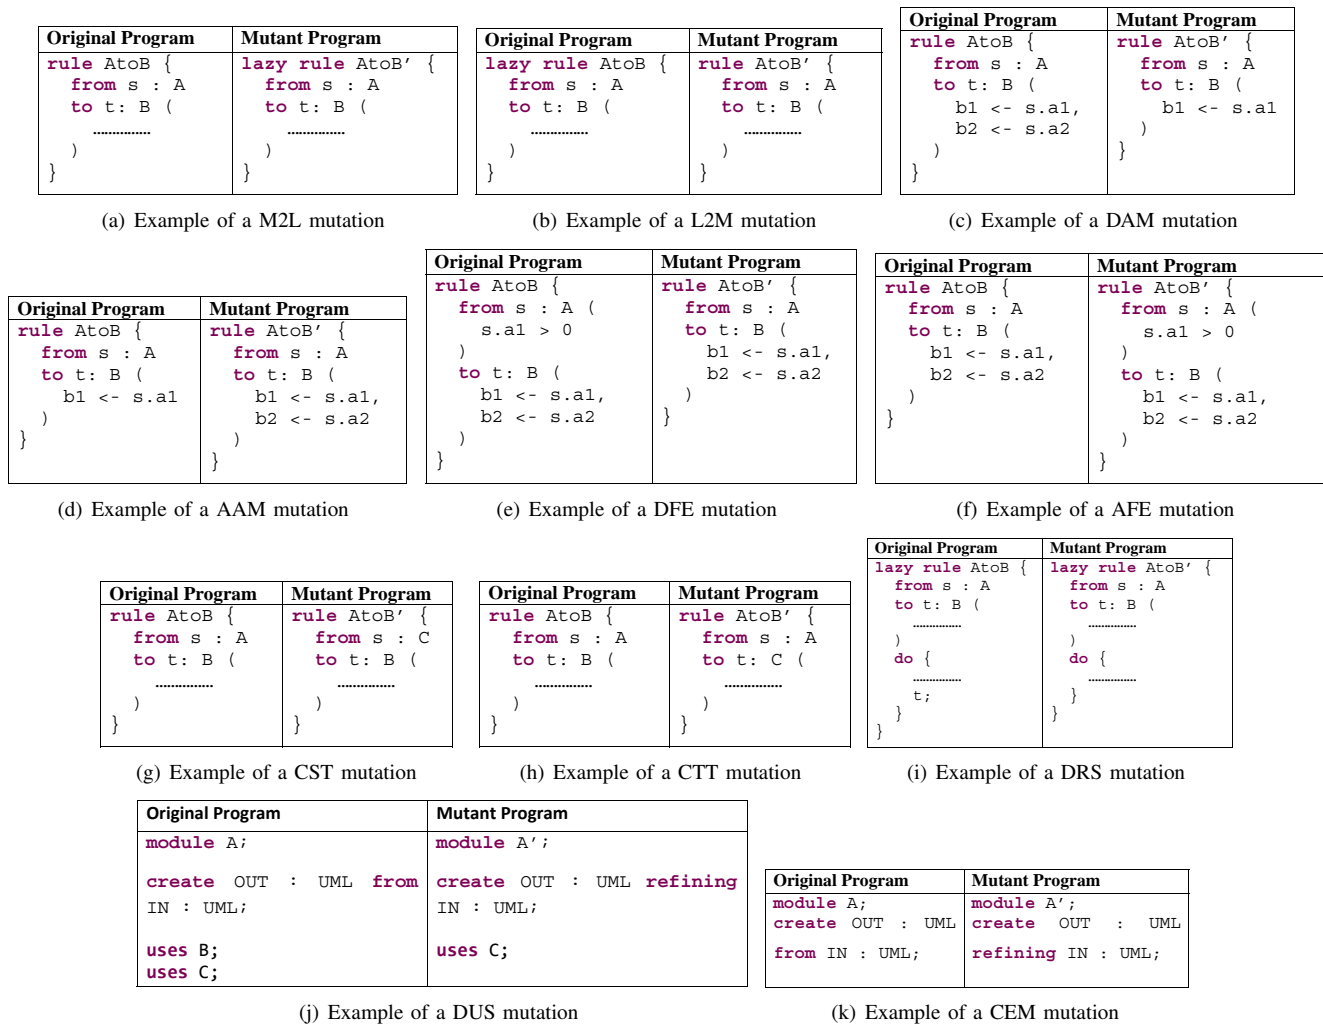 Original Program
Mutant Program
rule AtoB {
from s : A
to t: B (
……………
)
}
lazy rule AtoB’ {
from s : A
to t: B (
……………
)
}
(a) Example of a M2L mutation
Original Program
Mutant Program
lazy rule AtoB {
from s : A
to t: B (
……………
)
}
rule AtoB’ {
from s : A
to t: B (
……………
)
}
(b) Example of a L2M mutation
Original Program
Mutant Program
rule AtoB {
from s : A
to t: B (
b1 <- s.a1,
b2 <- s.a2
)
}
rule AtoB’ {
from s : A
to t: B (
b1 <- s.a1
)
}
(c) Example of a DAM mutation
Original Program
Mutant Program
rule AtoB {
from s : A
to t: B (
b1 <- s.a1
)
}
rule AtoB’ {
from s : A
to t: B (
b1 <- s.a1,
b2 <- s.a2
)
}
(d) Example of a AAM mutation
Original Program
Mutant Program
rule AtoB {
from s : A (
s.a1 > 0
)
to t: B (
b1 <- s.a1,
b2 <- s.a2
)
}
rule AtoB’ {
from s : A
to t: B (
b1 <- s.a1,
b2 <- s.a2
)
}
(e) Example of a DFE mutation
Original Program
Mutant Program
rule AtoB {
from s : A
to t: B (
b1 <- s.a1,
b2 <- s.a2
)
}
rule AtoB’ {
from s : A (
s.a1 > 0
)
to t: B (
b1 <- s.a1,
b2 <- s.a2
)
}
(f) Example of a AFE mutation
Original Program
Mutant Program
rule AtoB {
from s : A
to t: B (
……………
)
}
rule AtoB’ {
from s : C
to t: B (
……………
)
}
(g) Example of a CST mutation
Original Program
Mutant Program
rule AtoB {
from s : A
to t: B (
……………
)
}
rule AtoB’ {
from s : A
to t: C (
……………
)
}
(h) Example of a CTT mutation
Original Program
Mutant Program
lazy rule AtoB {
from s : A
to t: B (
……………
)
do {
……………
t;
}
}
lazy rule AtoB’ {
from s : A
to t: B (
……………
)
do {
……………
}
}
(i) Example of a DRS mutation
Original Program
Mutant Program
module A;
create OUT : UML from
IN : UML;
uses B;
uses C;
module A’;
create OUT : UML refining
IN : UML;
uses C;
(j) Example of a DUS mutation
Original Program
Mutant Program
module A;
create OUT : UML
from IN : UML;
module A’;
create OUT : UML
refining IN : UML;
(k) Example of a CEM mutation